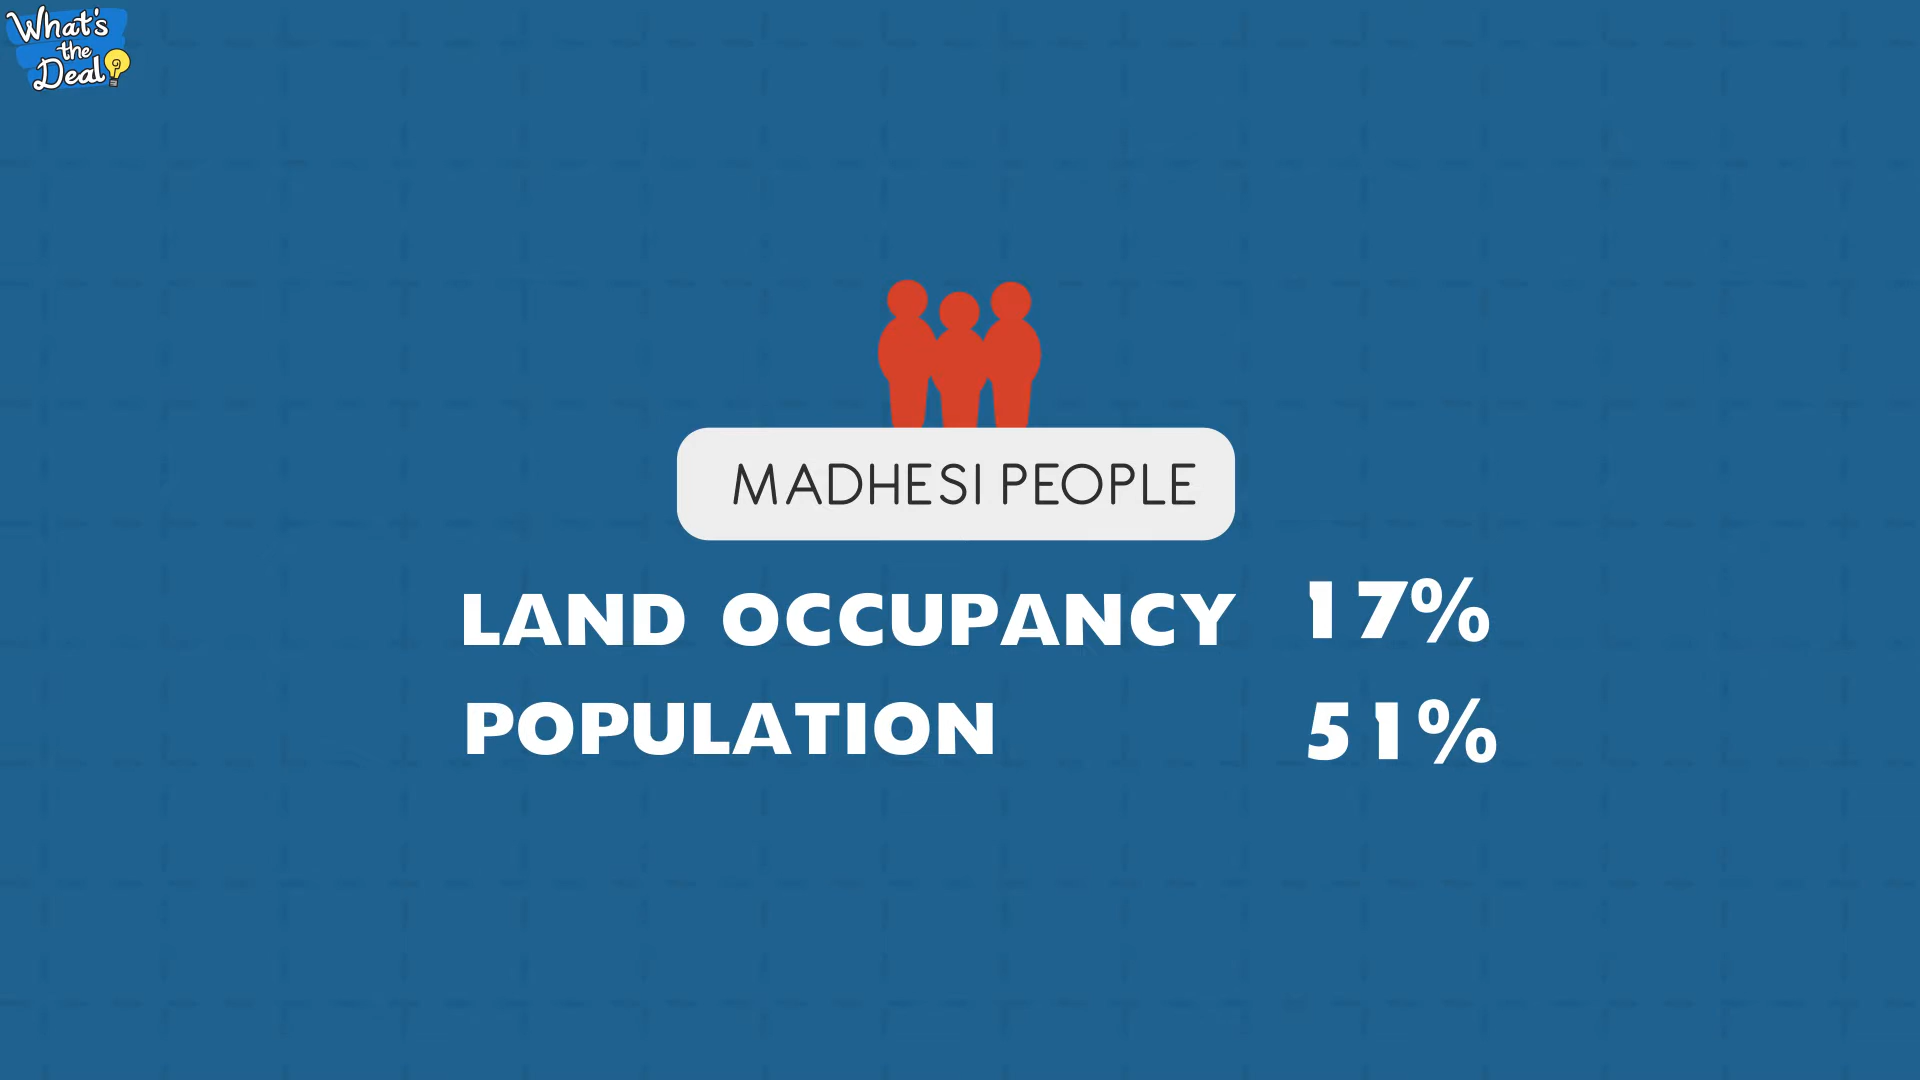 What's
the
Deal
MADHESI PEOPLE
LAND OCCUPANCY 17%
POPULATION 51%